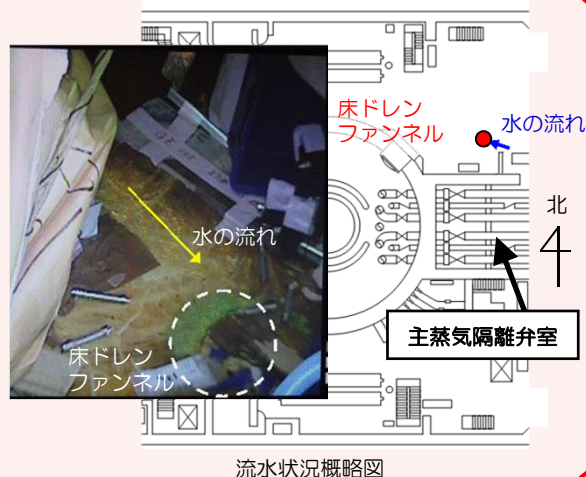 床ドレン
ファンネル
水の流れ
北
水の流れ
主蒸気隔離弁室
床ドレン
ファンネル
流水状況概略図